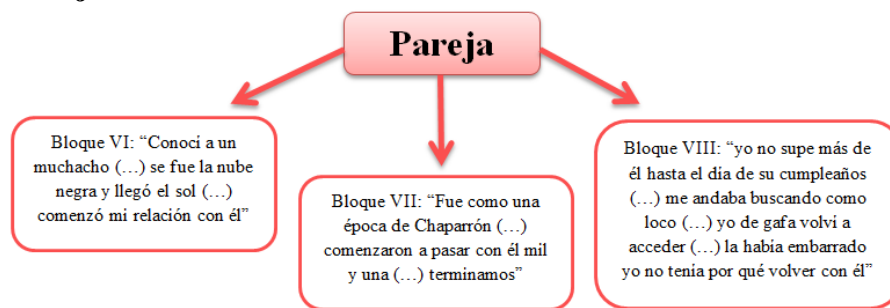 Pareja
Bloque VI: “Conocí a un
muchacho (…) se fue la nube
negra y llegó el sol (…)
comenzó mi relación con él”
Bloque VII: “Fue como una
época de Chaparrón (…)
comenzaron a pasar con él mil
y una (…) terminamos”
Bloque VIII: “yo no supe más de
él hasta el día de su cumpleaños
(…) me andaba buscando como
loco (…) yo de gafa volví a
acceder (…) la había embarrado
yo no tenía por qué volver con él”